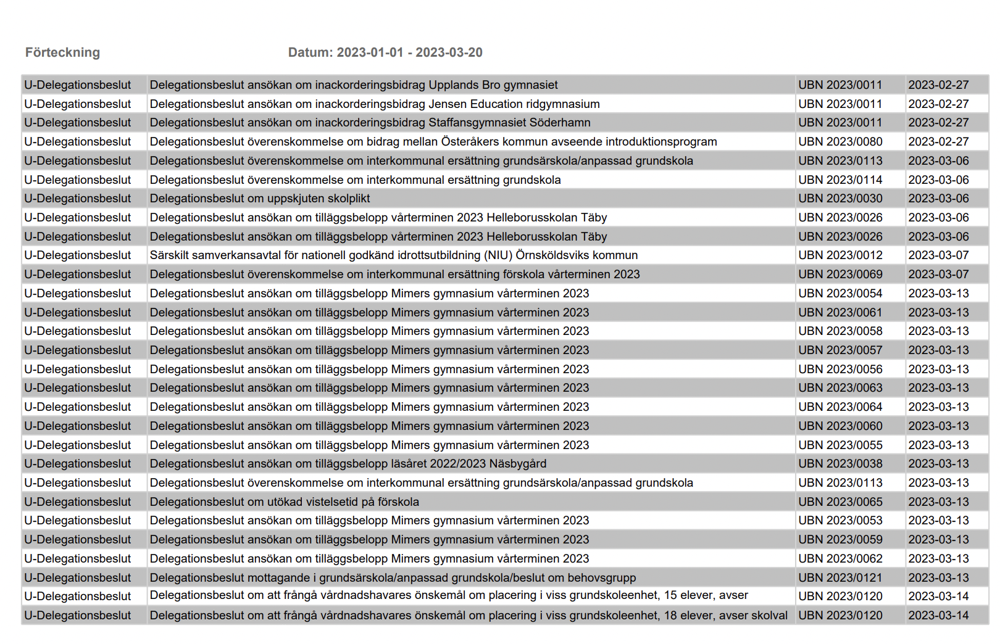 Förteckning Datum: 2023-01-01 - 2023-03-20
U-Delegationsbeslut Delegationsbeslut ansökan om inackorderingsbidrag Upplands Bro gymnasiet UBN 2023/0011 2023-02-27
U-Delegationsbeslut Delegationsbeslut ansökan om inackorderingsbidrag Jensen Education ridgymnasium UBN 2023/0011 2023-02-27
U-Delegationsbeslut Delegationsbeslut ansökan om inackorderingsbidrag Staffansgymnasiet Söderhamn UBN 2023/0011 2023-02-27
U-Delegationsbeslut Delegationsbeslut överenskommelse om bidrag mellan Österåkers kommun avseende introduktionsprogram UBN 2023/0080 2023-02-27
U-Delegationsbeslut Delegationsbeslut överenskommelse om interkommunal ersättning grundsärskola/anpassad grundskola UBN 2023/0113 2023-03-06
U-Delegationsbeslut Delegationsbeslut överenskommelse om interkommunal ersättning grundskola UBN 2023/0114 2023-03-06
U-Delegationsbeslut Delegationsbeslut om uppskjuten skolplikt UBN 2023/0030 2023-03-06
U-Delegationsbeslut Delegationsbeslut ansökan om tilläggsbelopp vårterminen 2023 Helleborusskolan Täby UBN 2023/0026 2023-03-06
U-Delegationsbeslut Delegationsbeslut ansökan om tilläggsbelopp vårterminen 2023 Helleborusskolan Täby UBN 2023/0026 2023-03-06
U-Delegationsbeslut Särskilt samverkansavtal för nationell godkänd idrottsutbildning (NIU) Örnsköldsviks kommun UBN 2023/0012 2023-03-07
U-Delegationsbeslut Delegationsbeslut överenskommelse om interkommunal ersättning förskola vårterminen 2023 UBN 2023/0069 2023-03-07
U-Delegationsbeslut Delegationsbeslut ansökan om tilläggsbelopp Mimers gymnasium vårterminen 2023 UBN 2023/0054 2023-03-13
U-Delegationsbeslut Delegationsbeslut ansökan om tilläggsbelopp Mimers gymnasium vårterminen 2023 UBN 2023/0061 2023-03-13
U-Delegationsbeslut Delegationsbeslut ansökan om tilläggsbelopp Mimers gymnasium vårterminen 2023 UBN 2023/0058 2023-03-13
U-Delegationsbeslut Delegationsbeslut ansökan om tilläggsbelopp Mimers gymnasium vårterminen 2023 UBN 2023/0057 2023-03-13
U-Delegationsbeslut Delegationsbeslut ansökan om tilläggsbelopp Mimers gymnasium vårterminen 2023 UBN 2023/0056 2023-03-13
U-Delegationsbeslut Delegationsbeslut ansökan om tilläggsbelopp Mimers gymnasium vårterminen 2023 UBN 2023/0063 2023-03-13
U-Delegationsbeslut Delegationsbeslut ansökan om tilläggsbelopp Mimers gymnasium vårterminen 2023 UBN 2023/0064 2023-03-13
U-Delegationsbeslut Delegationsbeslut ansökan om tilläggsbelopp Mimers gymnasium vårterminen 2023 UBN 2023/0060 2023-03-13
U-Delegationsbeslut Delegationsbeslut ansökan om tilläggsbelopp Mimers gymnasium vårterminen 2023 UBN 2023/0055 2023-03-13
U-Delegationsbeslut Delegationsbeslut ansökan om tilläggsbelopp läsåret 2022/2023 Näsbygård UBN 2023/0038 2023-03-13
U-Delegationsbeslut Delegationsbeslut överenskommelse om interkommunal ersättning grundsärskola/anpassad grundskola UBN 2023/0113 2023-03-13
U-Delegationsbeslut Delegationsbeslut om utökad vistelsetid på förskola UBN 2023/0065 2023-03-13
U-Delegationsbeslut Delegationsbeslut ansökan om tilläggsbelopp Mimers gymnasium vårterminen 2023 UBN 2023/0053 2023-03-13
U-Delegationsbeslut Delegationsbeslut ansökan om tilläggsbelopp Mimers gymnasium vårterminen 2023 UBN 2023/0059 2023-03-13
U-Delegationsbeslut Delegationsbeslut ansökan om tilläggsbelopp Mimers gymnasium vårterminen 2023 UBN 2023/0062 2023-03-13
U-Delegationsbeslut Delegationsbeslut mottagande i grundsärskola/anpassad grundskola/beslut om behovsgrupp UBN 2023/0121 2023-03-13
U-Delegationsbeslut Delegationsbeslut om att frångå vårdnadshavares önskemål om placering i viss grundskoleenhet, 15 elever, avser UBN 2023/0120 2023-03-14
U-Delegationsbeslut Delegationsbeslut om att frångå vårdnadshavares önskemål om placering i viss grundskoleenhet, 18 elever, avser skolval UBN 2023/0120 2023-03-14